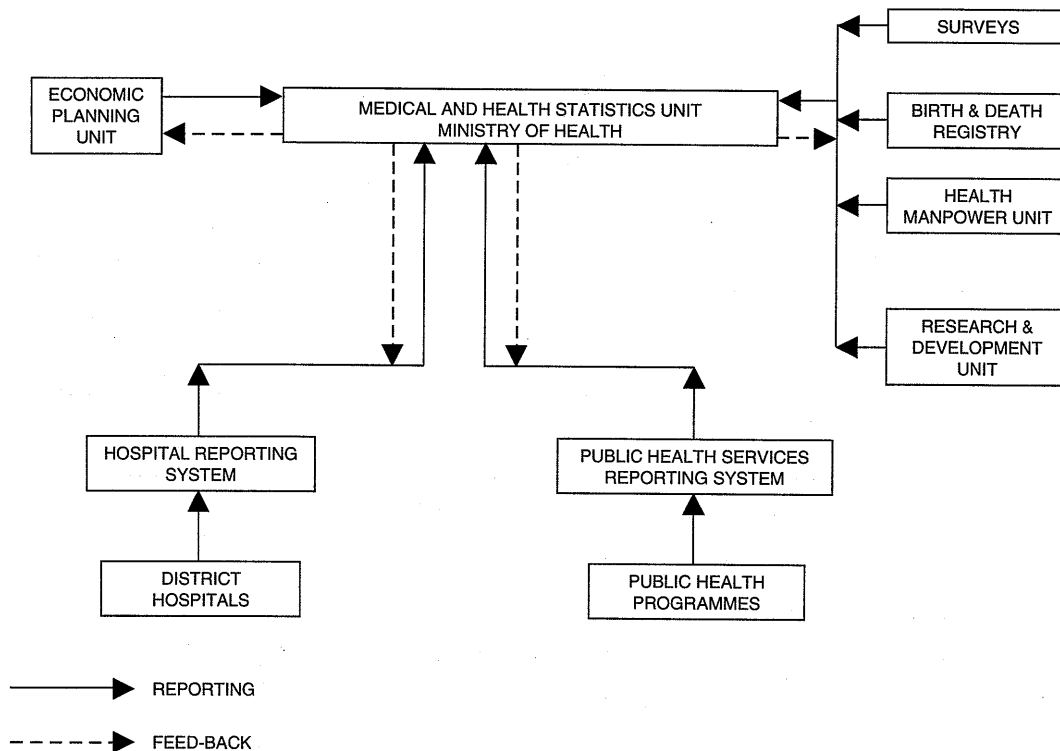 SURVEYS
ECONOMIC
PLANNING
UNIT
MEDICAL AND HEALTH STATISTICS UNIT
MINISTRY OF HEALTH
BIRTH & DEATH
REGISTRY
HEALTH
MANPOWER UNIT
RESEARCH &
DEVELOPMENT
UNIT
HOSPITAL REPORTING
SYSTEM
PUBLIC HEALTH SERVICES
REPORTING SYSTEM
DISTRICT
HOSPITALS
PUBLIC HEALTH
PROGRAMMES
REPORTING
FEED-BACK